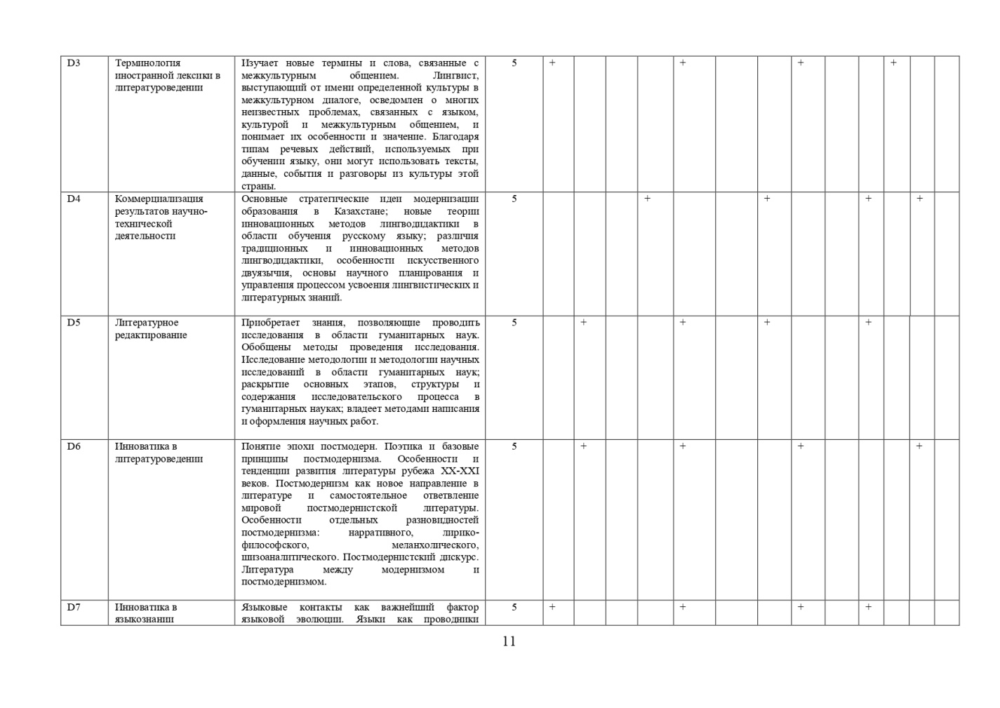 D3
Терминология
иностранной лексики в
литературоведении
Изучает новые термины и слова, связанные с
межкультурным общением. Лингвист,
выступающий от имени определенной культуры в
межкультурном диалоге, осведомлен о многих
неизвестных проблемах, связанных с языком,
культурой и межкультурным общением, и
понимает их особенности и значение. Благодаря
типам речевых действий, используемых при
обучении языку, они могут использовать тексты,
данные, события и разговоры из культуры этой
страны.
5 + + + +
D4
Коммерциализация
результатов научно-
технической
деятельности
Основные стратегические идеи модернизации
образования в Казахстане; новые теории
инновационных методов лингводидактики в
области обучения русскому языку; различия
традиционных и инновационных методов
лингводидактики, особенности искусственного
двуязычия, основы научного планирования и
управления процессом усвоения лингвистических и
литературных знаний.
5 + + + +
D5
Литературное
редактирование
Приобретает знания, позволяющие проводить
исследования в области гуманитарных наук.
Обобщены методы проведения исследования.
Исследование методологии и методологии научных
исследований в области гуманитарных наук;
раскрытие основных этапов, структуры и
содержания исследовательского процесса в
гуманитарных науках; владеет методами написания
и оформления научных работ.
5 + + + +
D6
Инноватика в
литературоведении
Понятие эпохи постмодерн. Поэтика и базовые
принципы постмодернизма. Особенности и
тенденции развития литературы рубежа XX-XXI
веков. Постмодернизм как новое направление в
литературе и самостоятельное ответвление
мировой постмодернистской литературы.
Особенности отдельных разновидностей
постмодернизма: нарративного, лирико-
философского, меланхолического,
шизоаналитического. Постмодернистский дискурс.
Литература между модернизмом и
постмодернизмом.
5 + + + +
D7
Инноватика в
языкознании
Языковые контакты как важнейший фактор
языковой эволюции. Языки как проводники
5 + + + +
11